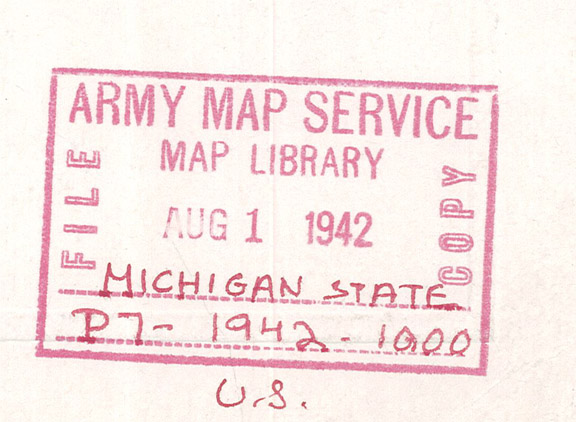 ARMY MAP SERVICE
MAP LIBRARY
FILE
COPY
AUG 1 1942
MICHIGAN STATE
P7- 1942 - 1000
U.S.